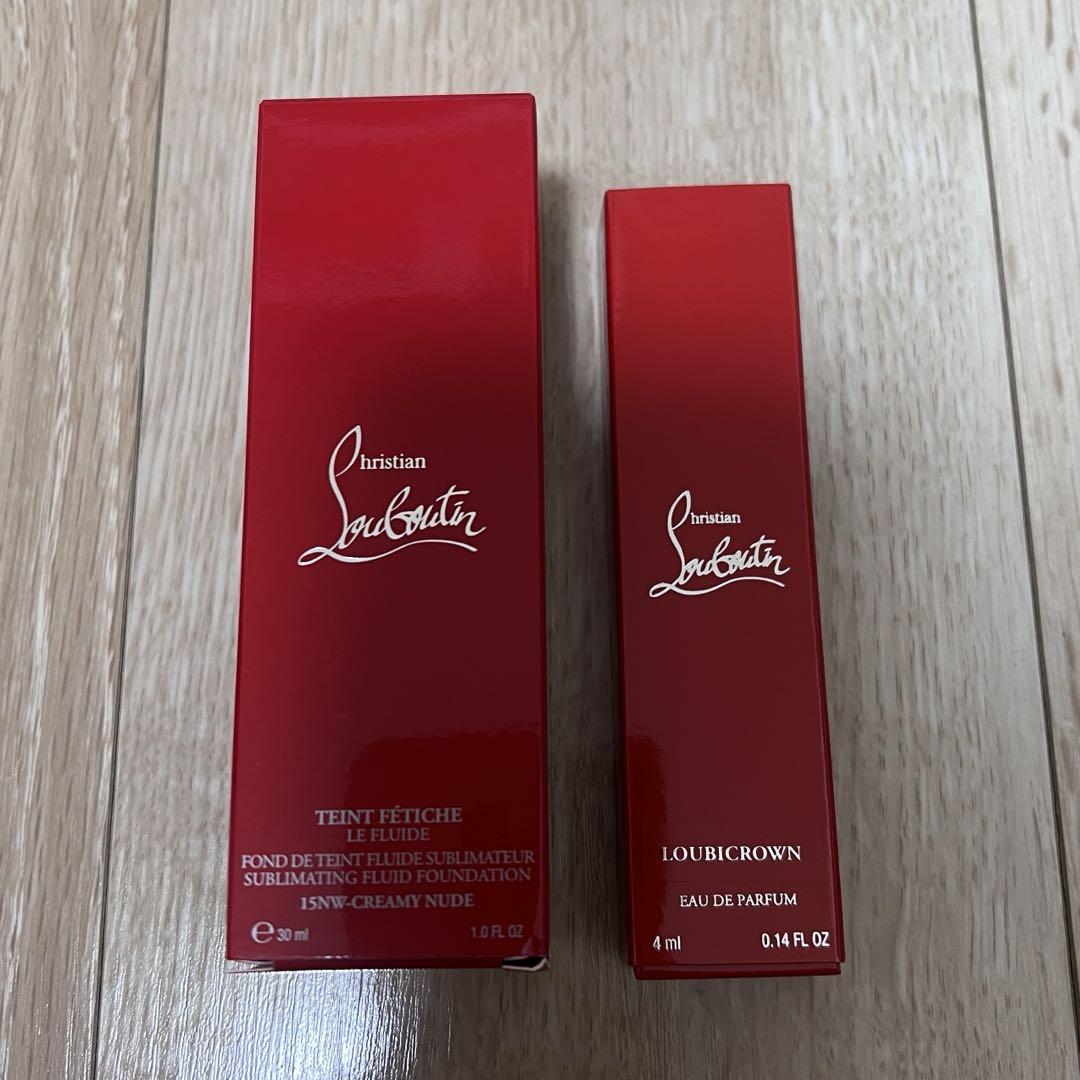 Christian
Louboutin
TEINT FÉTICHE
LE FLUIDE
FOND DE TEINT FLUIDE SUBLIMATEUR
SUBLIMATING FLUID FOUNDATION
15NW-CREAMY NUDE
℮ 30 ml 1.0 FL OZ
Christian
Louboutin
LOUBICROWN
EAU DE PARFUM
4 ml 0.14 FL OZ